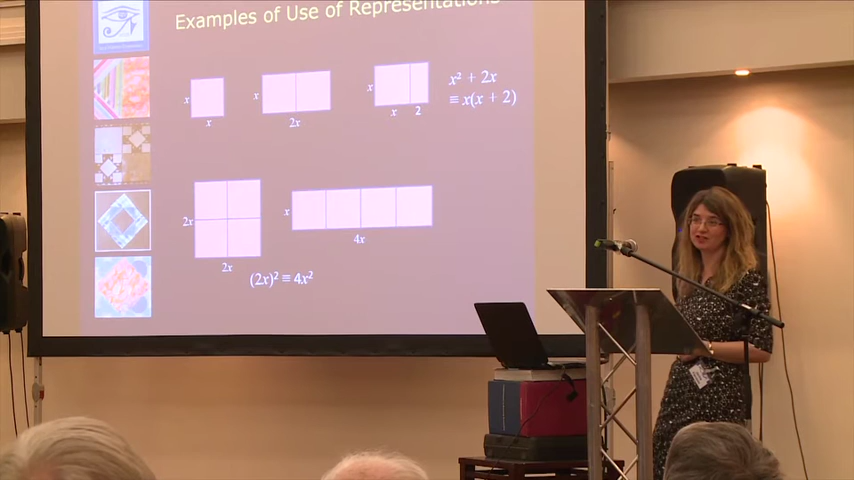 Examples of Use of Representations
x
x
x
2x
x
x 2
x² + 2x
≡ x(x + 2)
2x
2x
x
4x
(2x)² ≡ 4x²